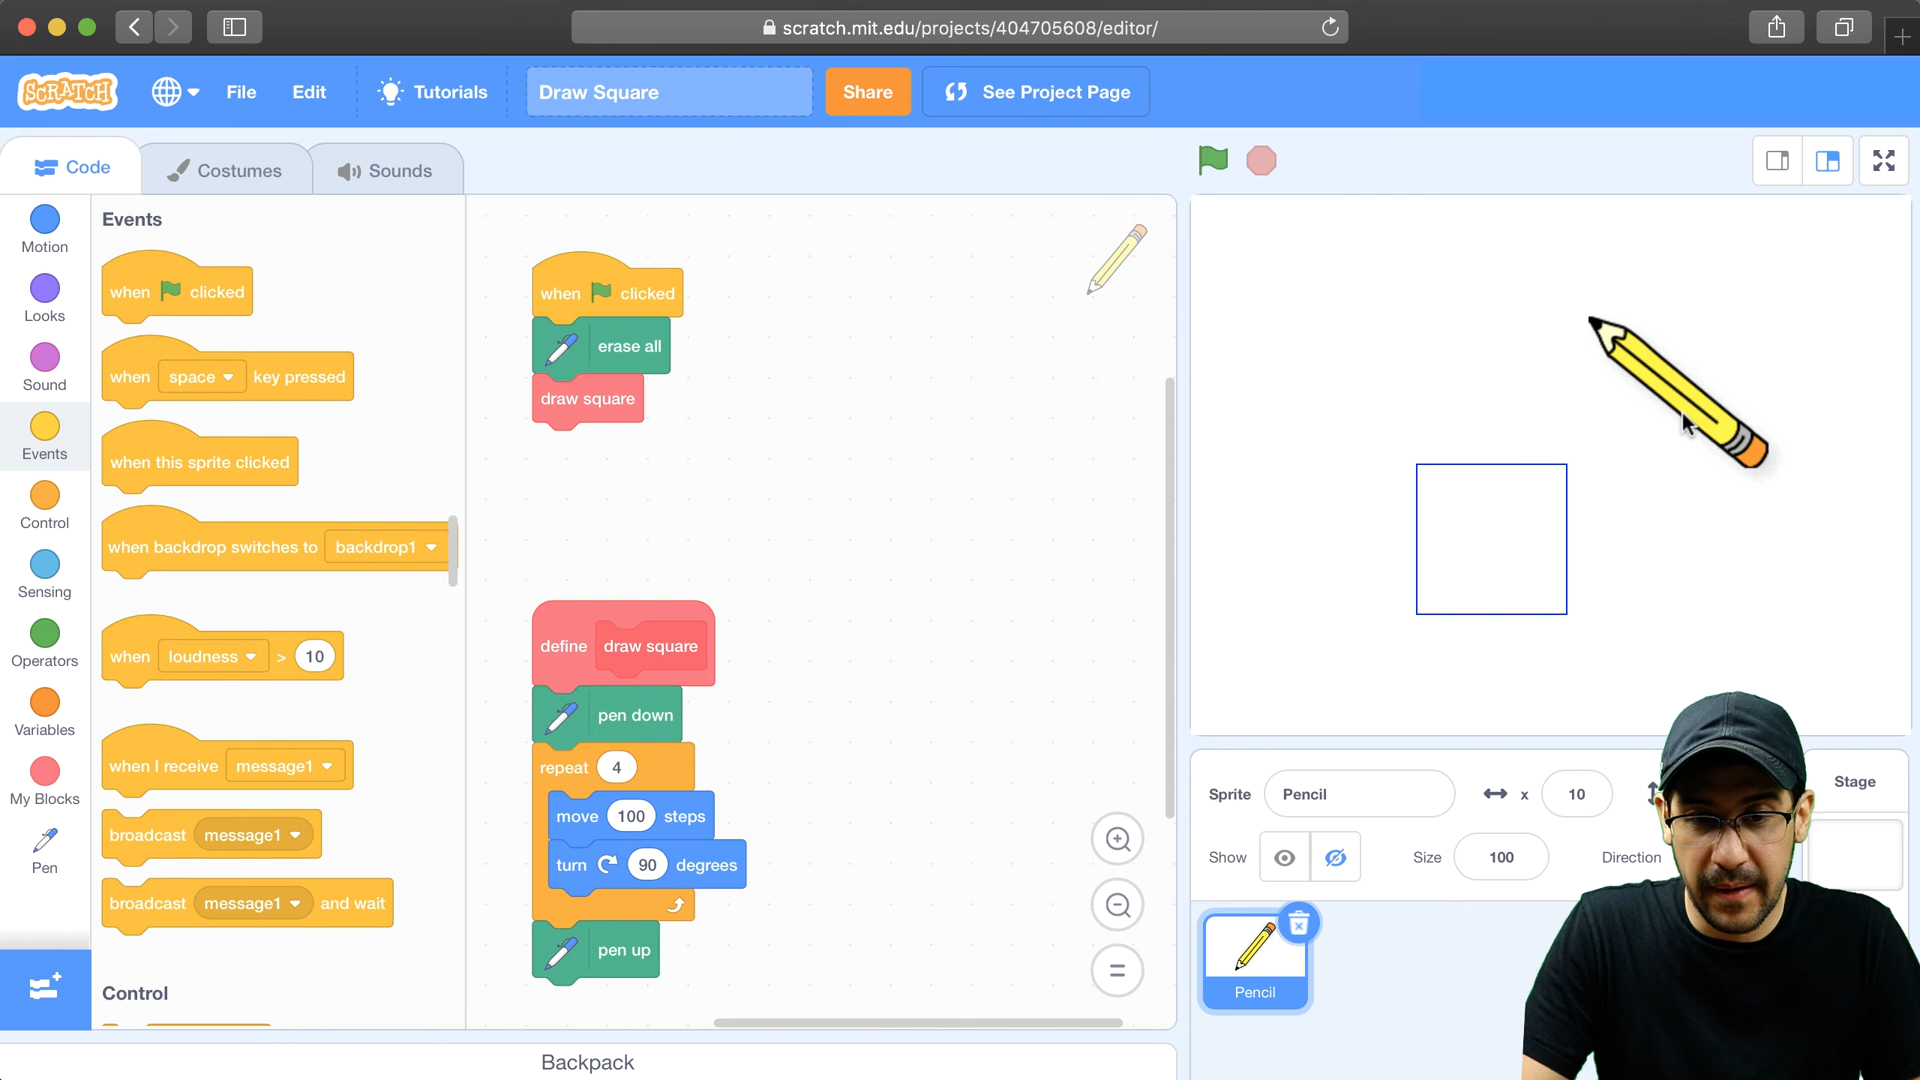 scratch.mit.edu/projects/404705608/editor/
SCRATCH
File
Edit
Tutorials
Draw Square
Share
See Project Page
Code
Costumes
Sounds
Motion
Looks
Sound
Events
Control
Sensing
Operators
Variables
My Blocks
Pen
Events
when clicked
when space key pressed
when this sprite clicked
when backdrop switches to backdrop1
when loudness > 10
when I receive message1
broadcast message1
broadcast message1 and wait
Control
when clicked
erase all
draw square
define draw square
pen down
repeat 4
move 100 steps
turn 90 degrees
pen up
Backpack
Sprite Pencil x 10
Show Size 100 Direction
Pencil
Stage